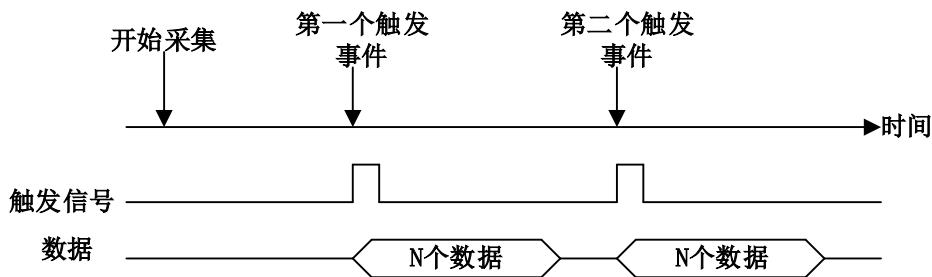 开始采集
第一个触发
事件
第二个触发
事件
时间
触发信号
数据
N个数据
N个数据